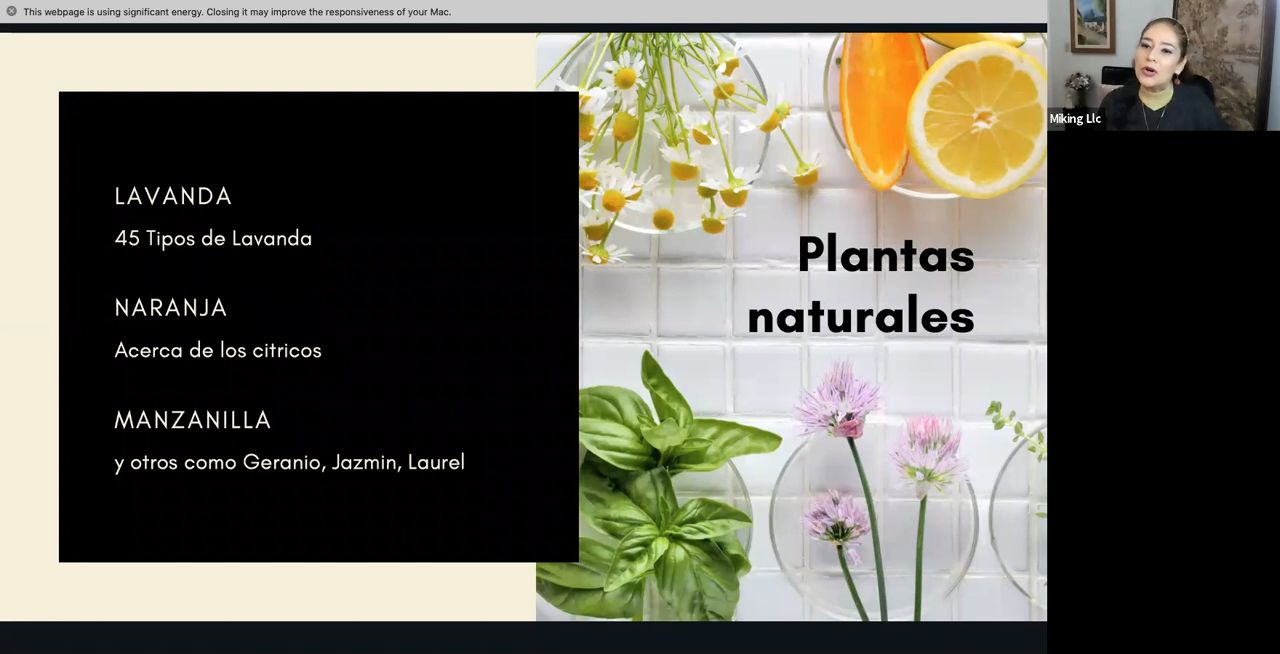 This webpage is using significant energy. Closing it may improve the responsiveness of your Mac.
LAVANDA
45 Tipos de Lavanda
NARANJA
Acerca de los citricos
MANZANILLA
y otros como Geranio, Jazmin, Laurel
Plantas
naturales
Miking Llc